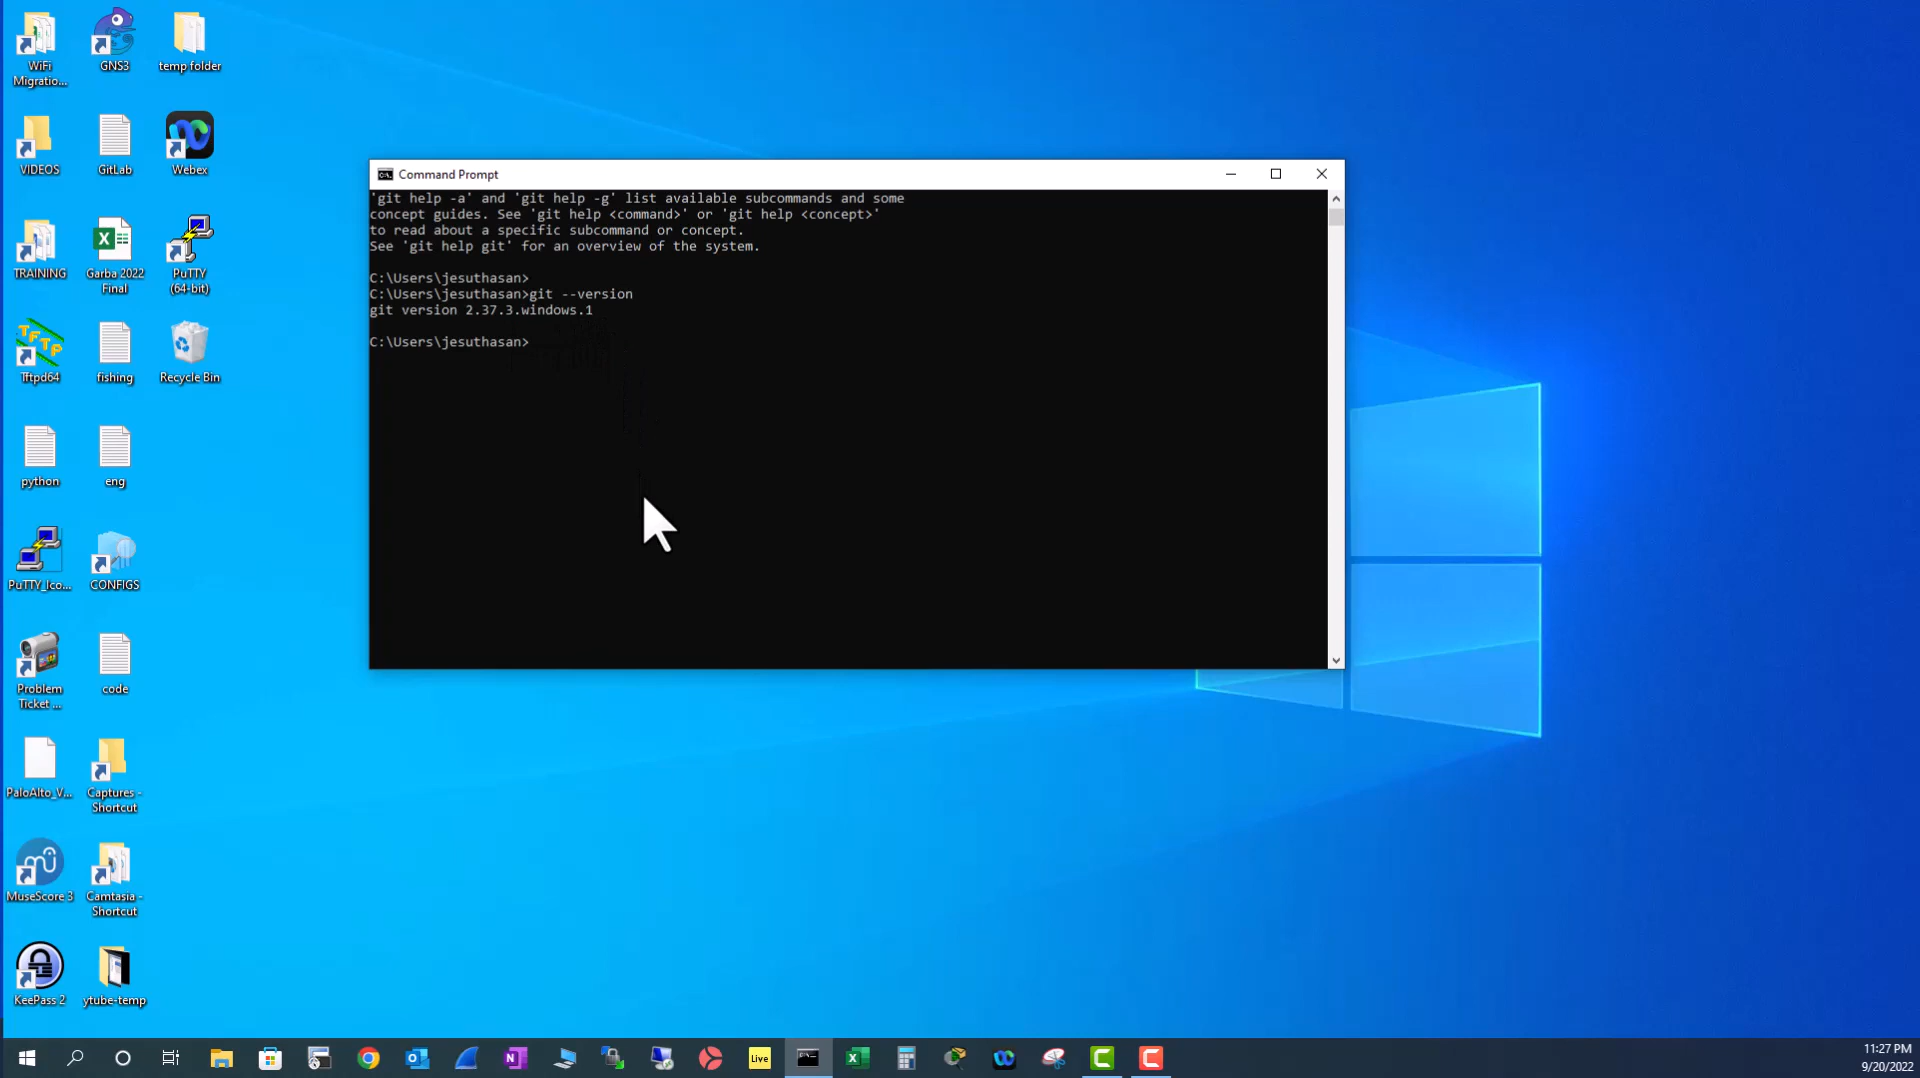 WiFi
Migratio...
GNS3
temp folder
VIDEOS
GitLab
Webex
TRAINING
Garba 2022
Final
PuTTY
(64-bit)
Tftpd64
fishing
Recycle Bin
python
eng
PuTTY_Ico...
CONFIGS
Problem
Ticket ...
code
PaloAlto_V...
Captures -
Shortcut
MuseScore 3
Camtasia -
Shortcut
KeePass 2
ytube-temp
Command Prompt
'git help -a' and 'git help -g' list available subcommands and some
concept guides. See 'git help <command>' or 'git help <concept>'
to read about a specific subcommand or concept.
See 'git help git' for an overview of the system.
C:\Users\jesuthasan>
C:\Users\jesuthasan>git --version
git version 2.37.3.windows.1
C:\Users\jesuthasan>
Live
11:27 PM
9/20/2022